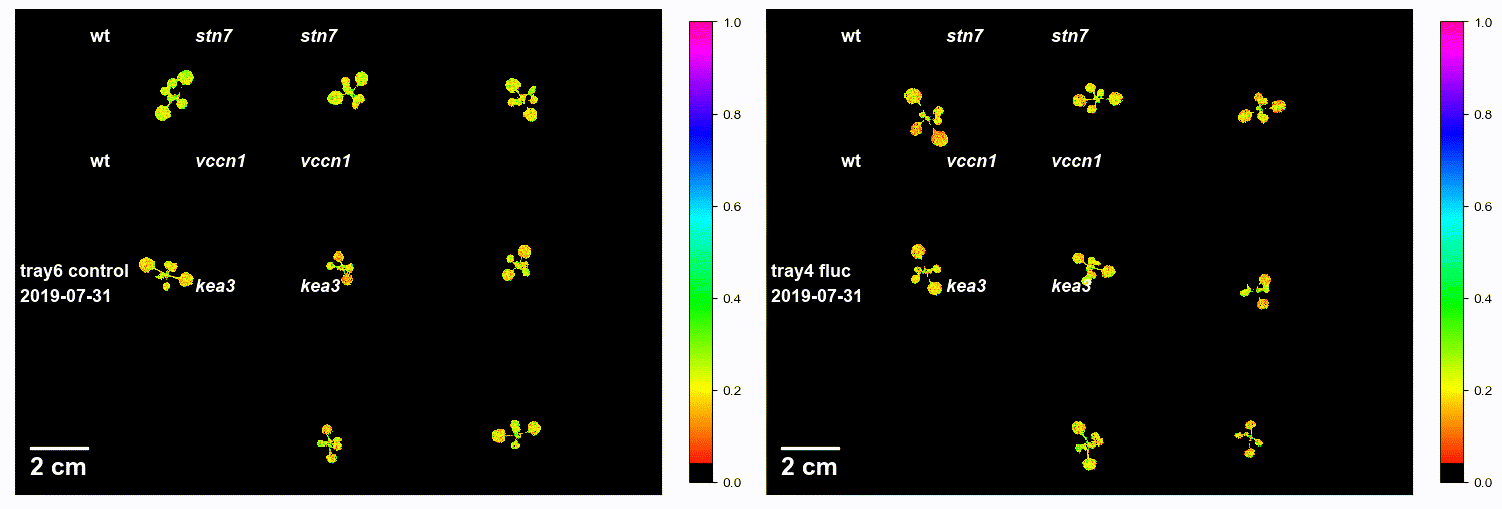 wt stn7 stn7
wt vccn1 vccn1
tray6 control
2019-07-31
kea3 kea3
2 cm
1.0
0.8
0.6
0.4
0.2
0.0
wt stn7 stn7
wt vccn1 vccn1
tray4 fluc
2019-07-31
kea3 kea3
2 cm
1.0
0.8
0.6
0.4
0.2
0.0